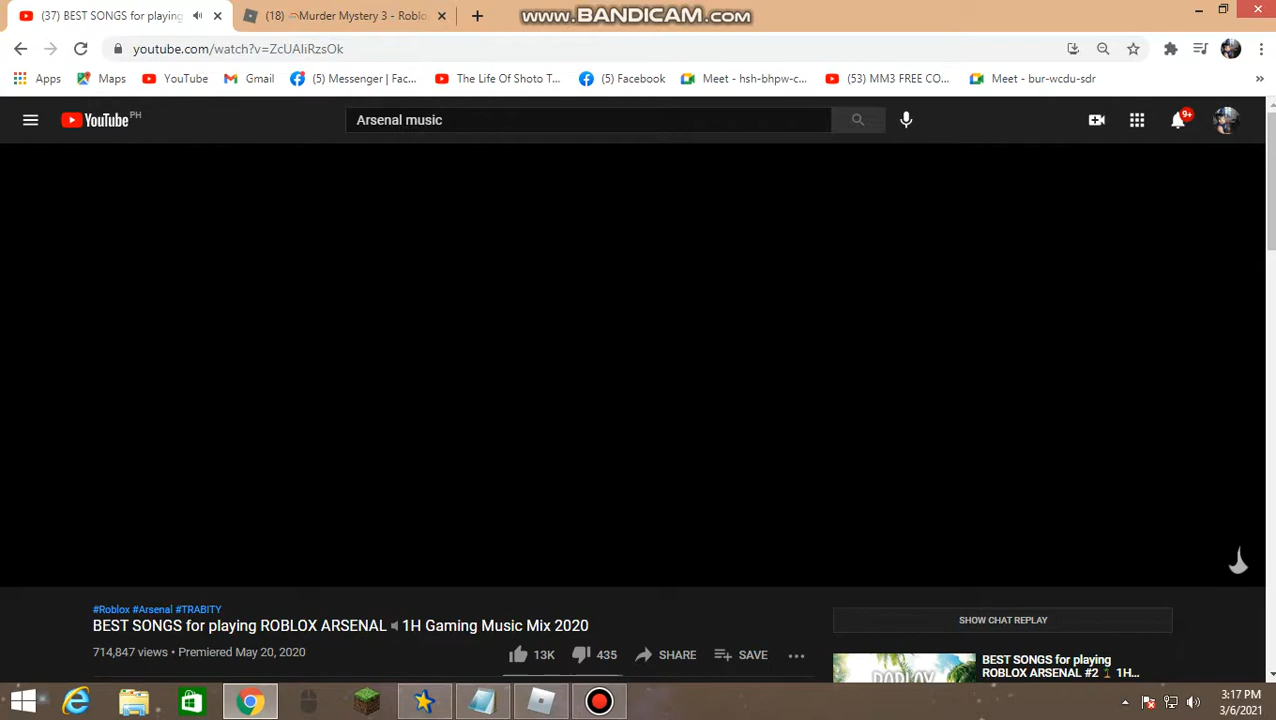 (37) BEST SONGS for playing
(18) Murder Mystery 3 - Roblo
www.BANDICAM.com
youtube.com/watch?v=ZcUAIiRzsOk
Apps
Maps
YouTube
Gmail
(5) Messenger | Fac...
The Life Of Shoto T...
(5) Facebook
Meet - hsh-bhpw-c...
(53) MM3 FREE CO...
Meet - bur-wcdu-sdr
»
YouTube PH
Arsenal music
9+
#Roblox #Arsenal #TRABITY
BEST SONGS for playing ROBLOX ARSENAL 🔈 1H Gaming Music Mix 2020
714,847 views • Premiered May 20, 2020
13K
435
SHARE
SAVE
SHOW CHAT REPLAY
BEST SONGS for playing
ROBLOX ARSENAL #2 🏝 1H...
3:17 PM
3/6/2021